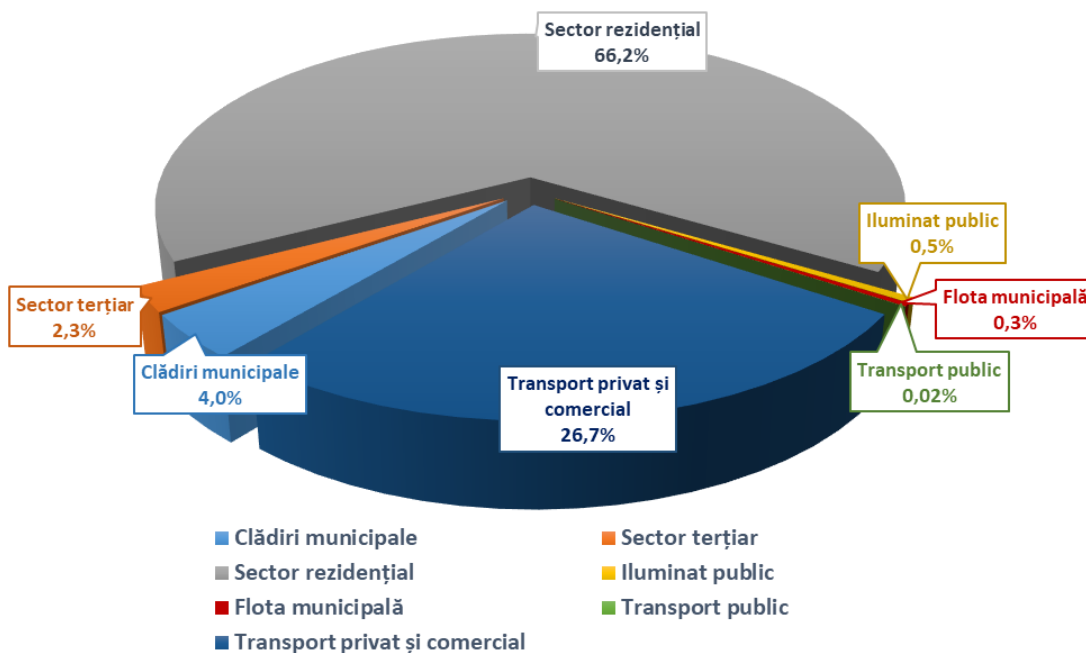 Sector rezidențial
66,2%
Iluminat public
0,5%
Flota municipală
0,3%
Sector terțiar
2,3%
Clădiri municipale
4,0%
Transport privat și
comercial
26,7%
Transport public
0,02%
Clădiri municipale
Sector terțiar
Sector rezidențial
Iluminat public
Flota municipală
Transport public
Transport privat și comercial